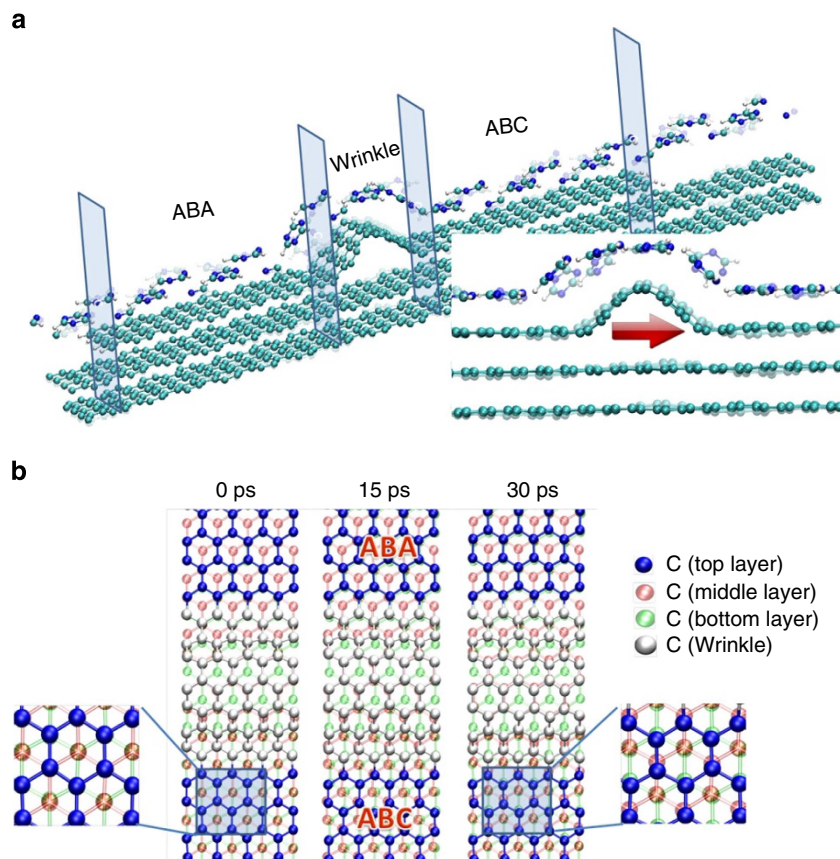 a
ABA
Wrinkle
ABC
b
0 ps
15 ps
30 ps
ABA
C (top layer)
C (middle layer)
C (bottom layer)
C (Wrinkle)
ABC